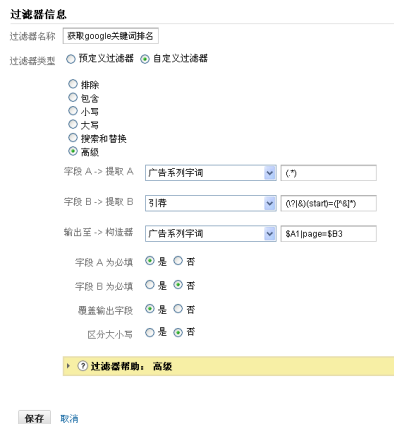 过滤器信息
过滤器名称 获取google关键词排名
过滤器类型 预定义过滤器 自定义过滤器
排除
包含
小写
大写
搜索和替换
高级
字段 A -> 提取 A 广告系列字词 (.*)
字段 B -> 提取 B 引荐 (\?|&)(start)=([^&]*)
输出至 -> 构造器 广告系列字词 $A1|page=$B3
字段 A 为必填 是 否
字段 B 为必填 是 否
覆盖输出字段 是 否
区分大小写 是 否
过滤器帮助： 高级
保存 取消